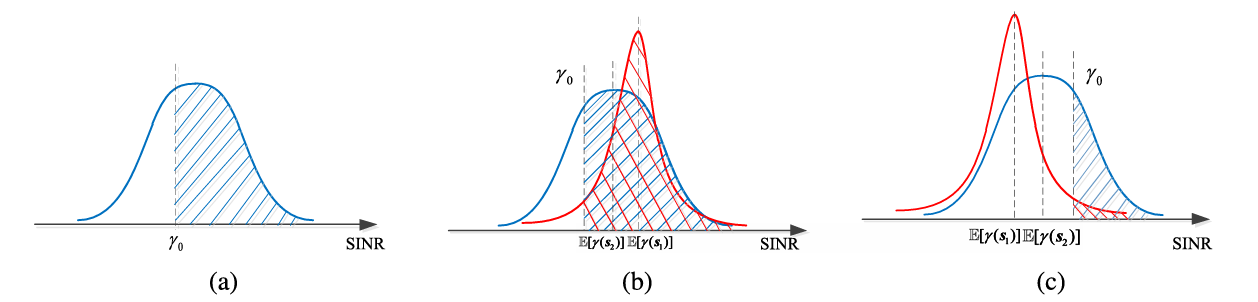 γ₀
SINR
(a)
γ₀
𝔼[γ(s₂)] 𝔼[γ(s₁)]
SINR
(b)
γ₀
𝔼[γ(s₁)] 𝔼[γ(s₂)]
SINR
(c)